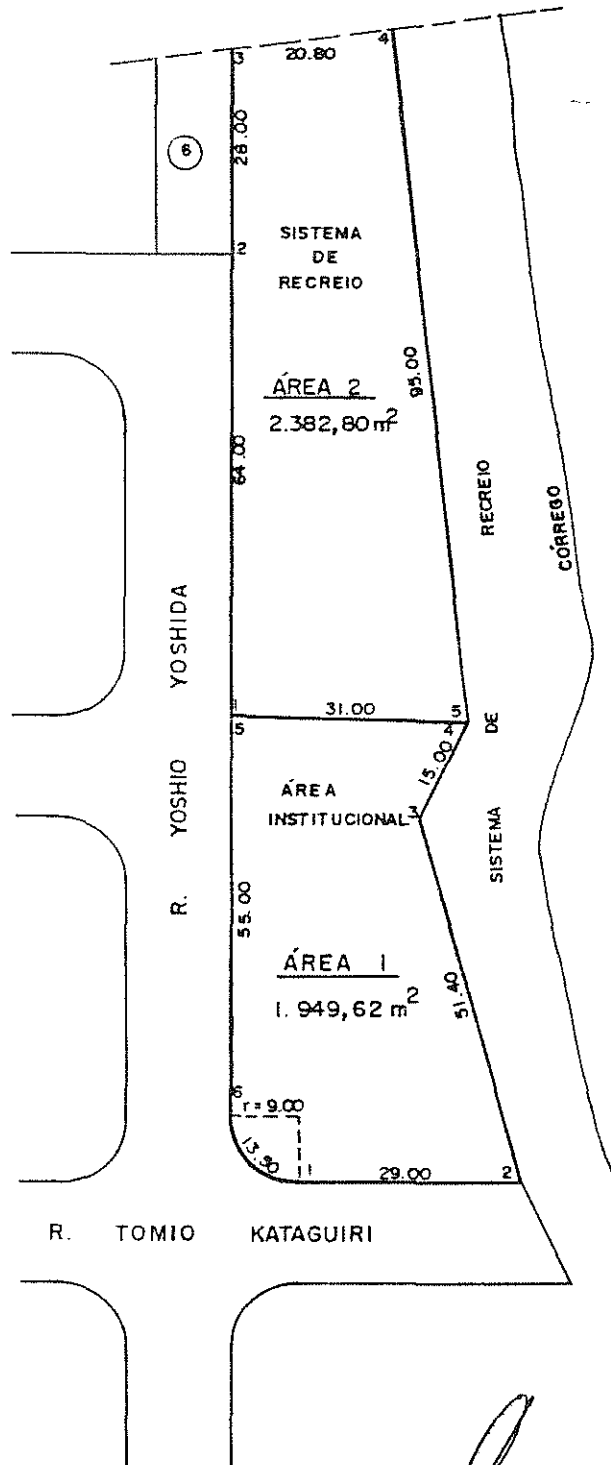 3
20.80
4
28.00
6
2
SISTEMA
DE
RECREIO
ÁREA 2
2.382,80 m²
95.00
64.00
RECREIO
CÓRREGO
R. YOSHIO YOSHIDA
1
31.00
5
5
4
DE
15.00
ÁREA
INSTITUCIONAL
3
SISTEMA
55.00
ÁREA 1
1.949,62 m²
51.40
6
r=9.00
13.90
1
29.00
2
R. TOMIO KATAGUIRI